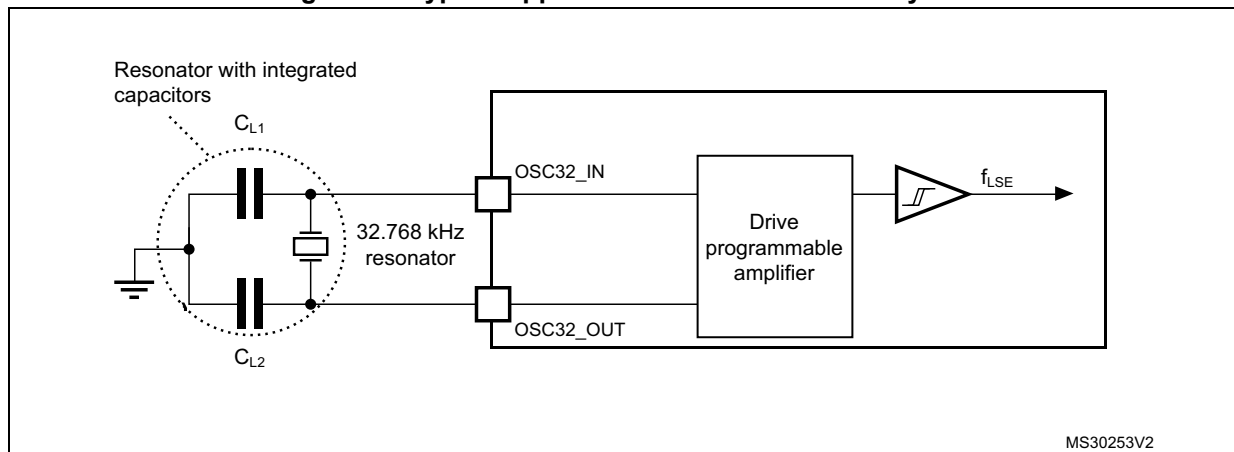 Resonator with integrated
capacitors
CL1
OSC32_IN
fLSE
32.768 kHz
resonator
Drive
programmable
amplifier
OSC32_OUT
CL2
MS30253V2